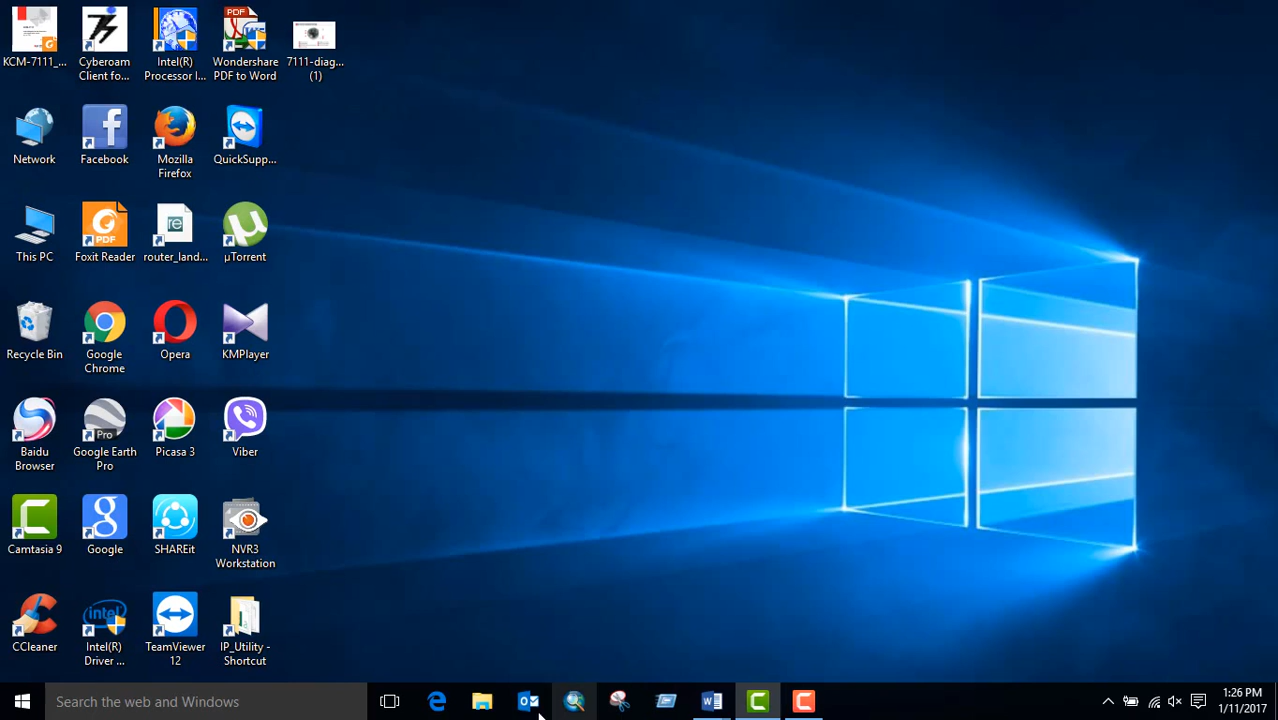 KCM-7111_...
Cyberoam
Client fo...
Intel(R)
Processor I...
PDF
Wondershare
PDF to Word
7111-diag...
(1)
Network
Facebook
Mozilla
Firefox
QuickSupp...
This PC
PDF
Foxit Reader
re
router_land...
µTorrent
Recycle Bin
Google
Chrome
Opera
KMPlayer
Baidu
Browser
Pro
Google Earth
Pro
Picasa 3
Viber
Camtasia 9
Google
SHAREit
NVR3
Workstation
CCleaner
intel
Intel(R)
Driver ...
TeamViewer
12
IP_Utility -
Shortcut
Search the web and Windows
1:26 PM
1/11/2017